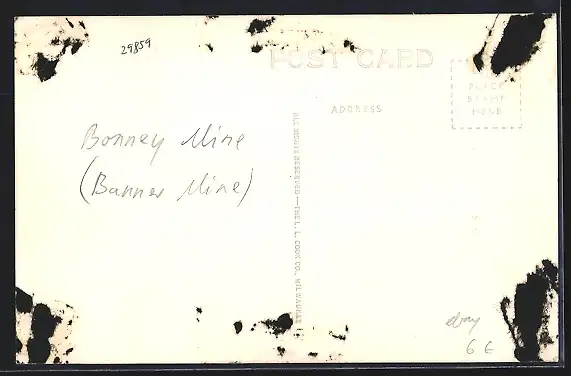 29859
POST CARD
PLACE
STAMP
HERE
ADDRESS
Bonney Mine
(Banner Mine)
ALL RIGHTS RESERVED—THE L. L. COOK CO., MILWAUKEE
ebay
6 €